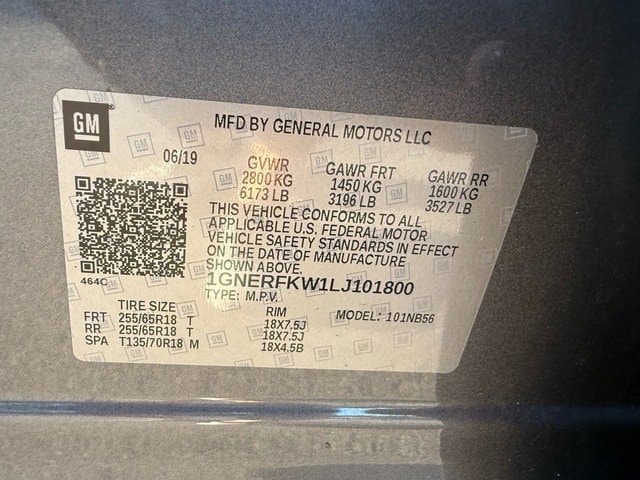 GM
MFD BY GENERAL MOTORS LLC
06/19
GVWR GAWR FRT GAWR RR
2800 KG 1450 KG 1600 KG
6173 LB 3196 LB 3527 LB
THIS VEHICLE CONFORMS TO ALL
APPLICABLE U.S. FEDERAL MOTOR
VEHICLE SAFETY STANDARDS IN EFFECT
ON THE DATE OF MANUFACTURE
SHOWN ABOVE.
464C
1GNERFKW1LJ101800
TYPE: M.P.V.
TIRE SIZE RIM MODEL: 101NB56
FRT 255/65R18 T 18X7.5J
RR 255/65R18 T 18X7.5J
SPA T135/70R18 M 18X4.5B